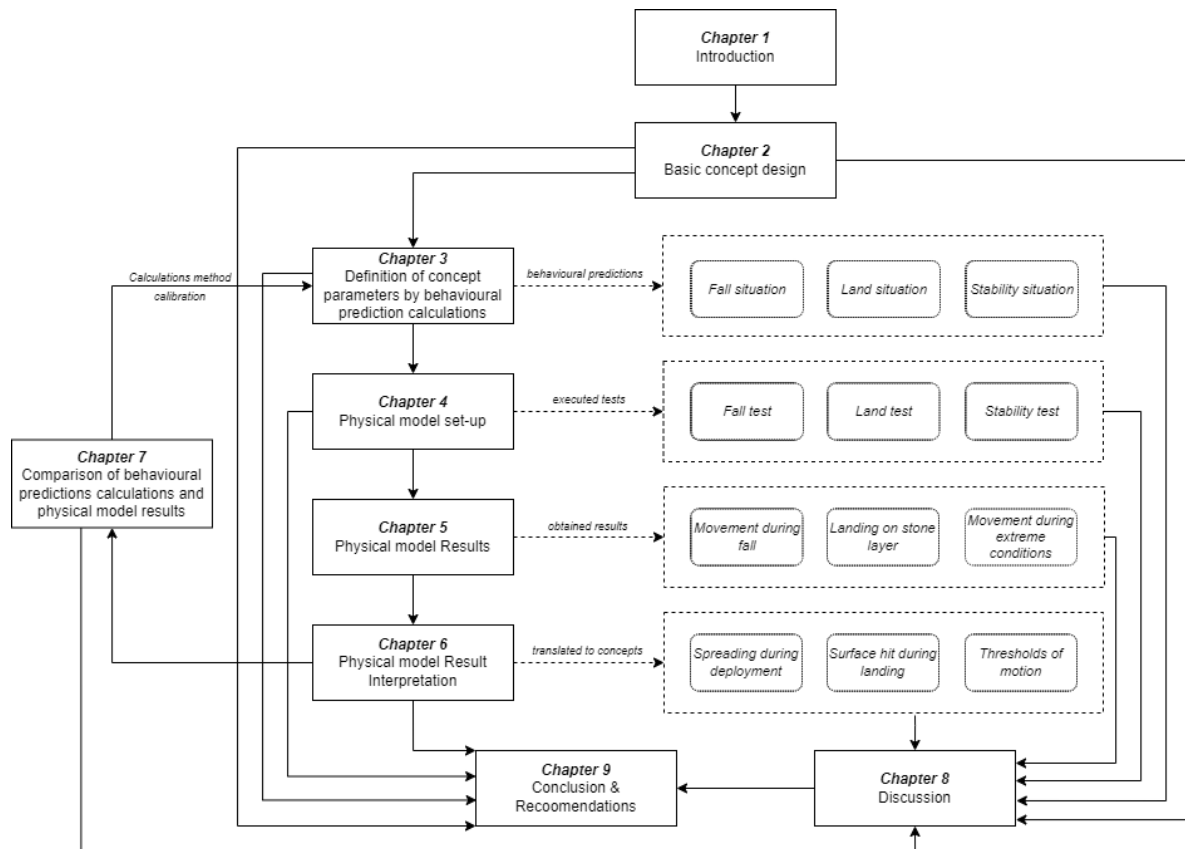 Chapter 1
Introduction
Chapter 2
Basic concept design
Chapter 3
Definition of concept
parameters by behavioural
prediction calculations
Calculations method
calibration
behavioural predictions
Fall situation
Land situation
Stability situation
Chapter 4
Physical model set-up
executed tests
Fall test
Land test
Stability test
Chapter 7
Comparison of behavioural
predictions calculations and
physical model results
Chapter 5
Physical model Results
obtained results
Movement during
fall
Landing on stone
layer
Movement during
extreme
conditions
Chapter 6
Physical model Result
Interpretation
translated to concepts
Spreading during
deployment
Surface hit during
landing
Thresholds of
motion
Chapter 9
Conclusion &
Recoomendations
Chapter 8
Discussion